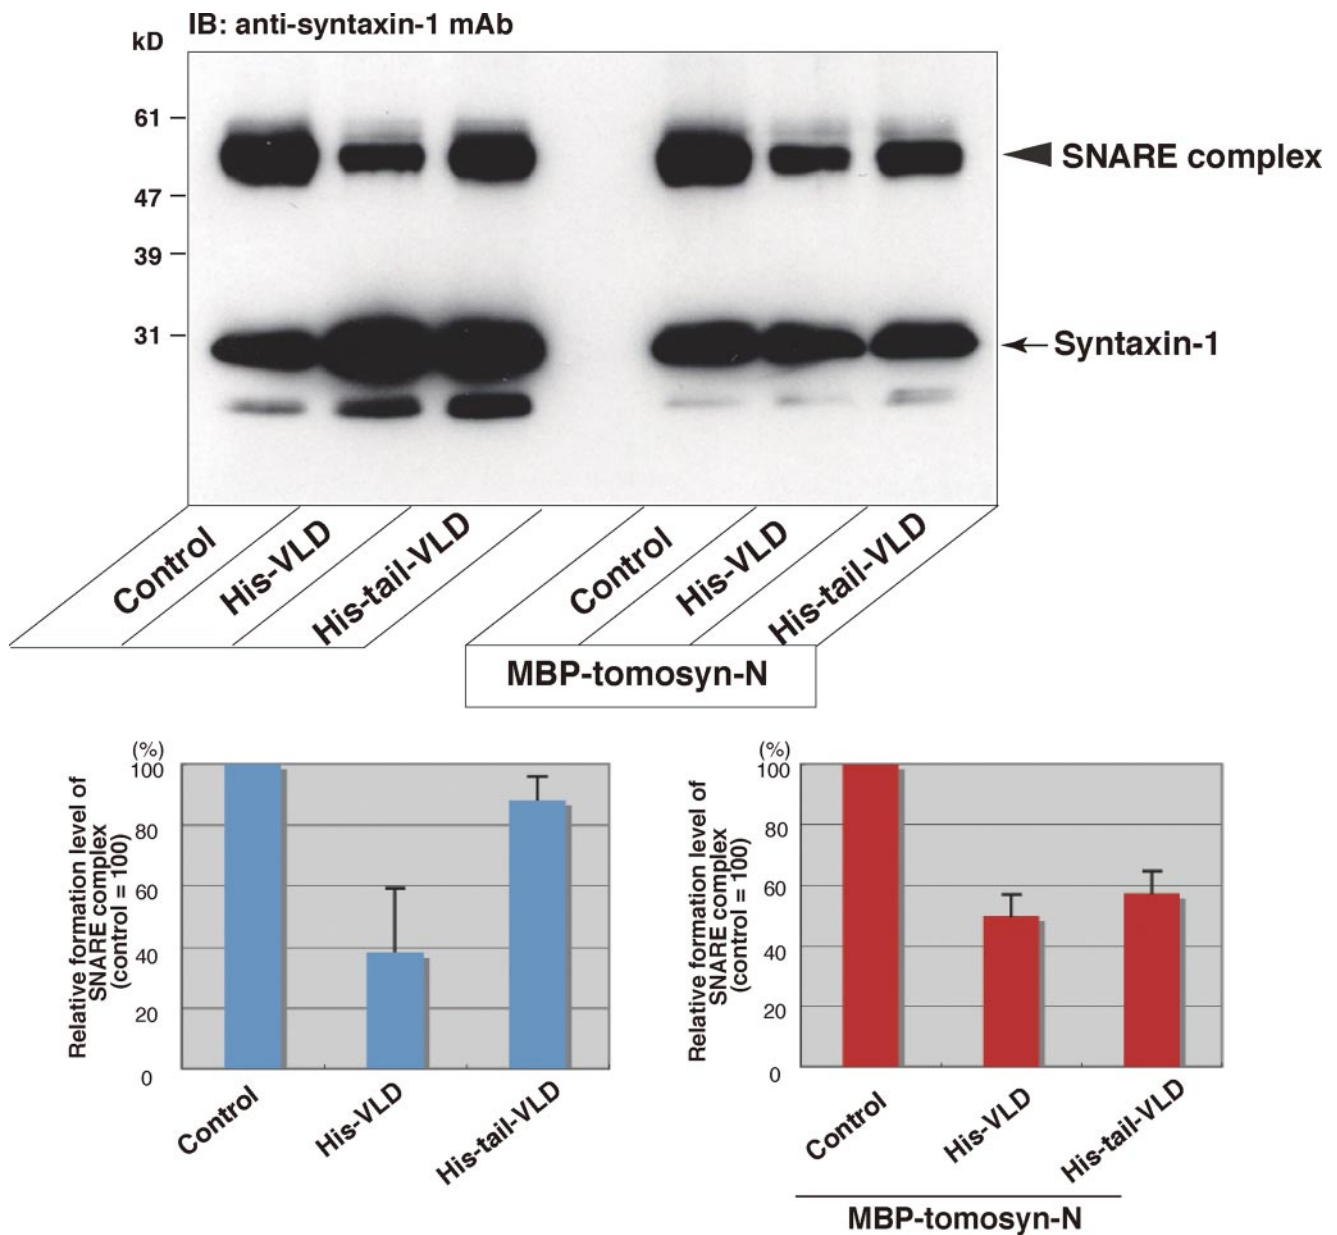 IB: anti-syntaxin-1 mAb
kD
61
47
39
31
SNARE complex
Syntaxin-1
Control
His-VLD
His-tail-VLD
Control
His-VLD
His-tail-VLD
MBP-tomosyn-N
(%)
100
80
60
40
20
0
Relative formation level of
SNARE complex
(control = 100)
Control
His-VLD
His-tail-VLD
(%)
100
80
60
40
20
0
Relative formation level of
SNARE complex
(control = 100)
Control
His-VLD
His-tail-VLD
MBP-tomosyn-N